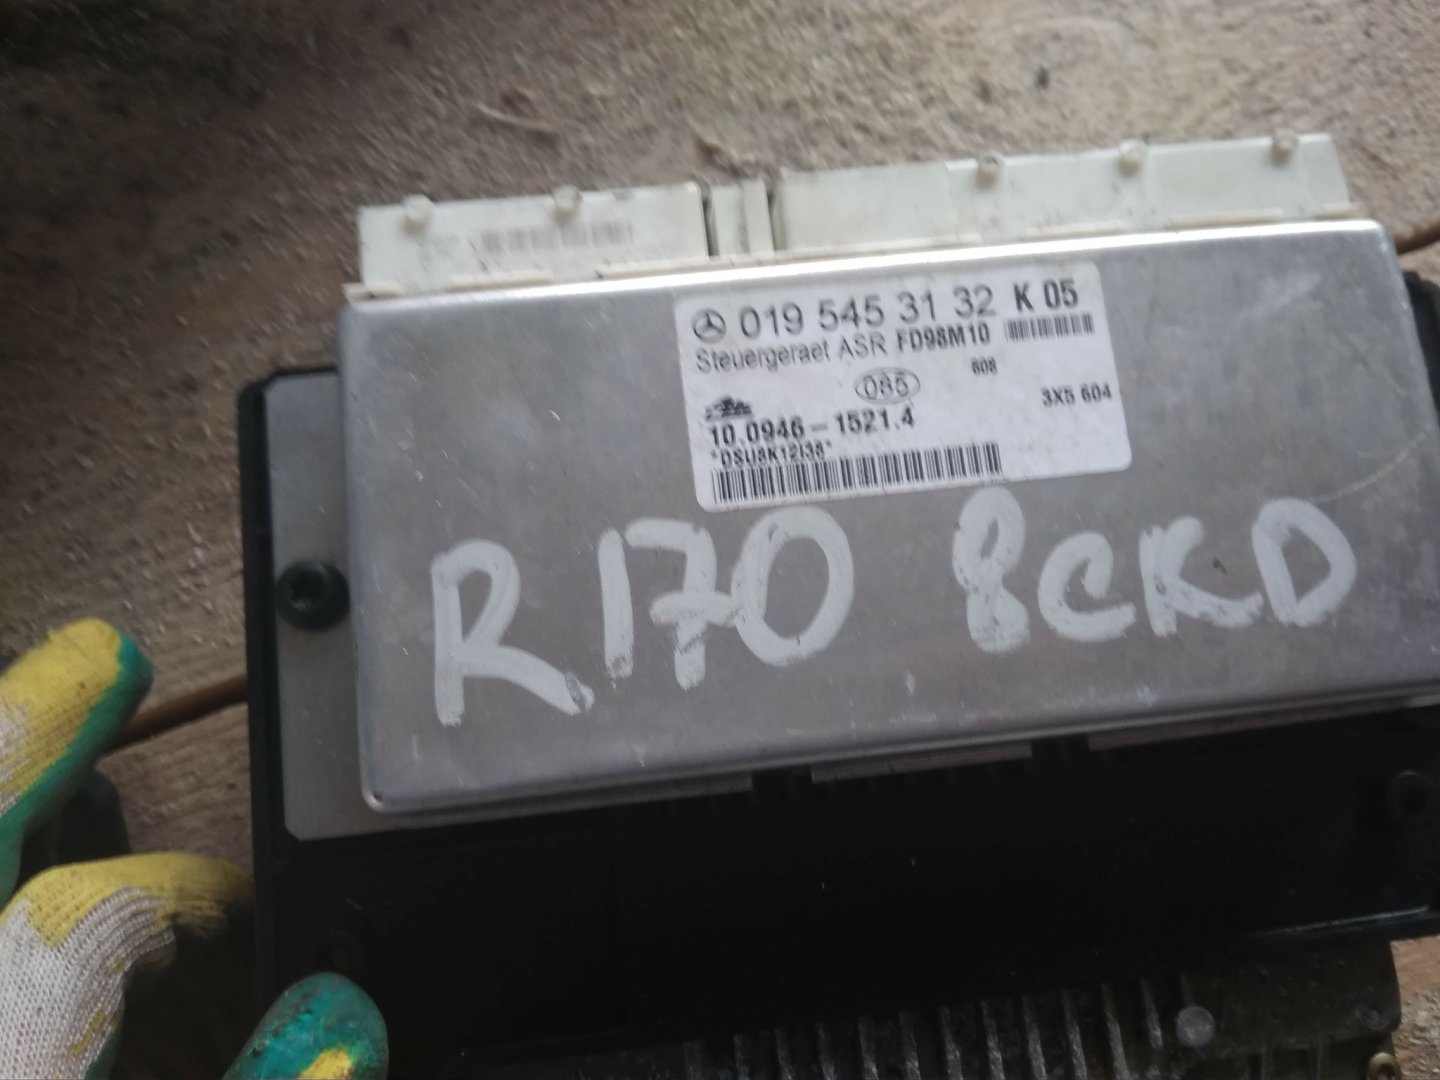 019 545 31 32 K 05
Steuergeraet ASR FD98M10
608
085
3X5 604
10.0946-1521.4
*DSU8K12I38*
R170 8CKD